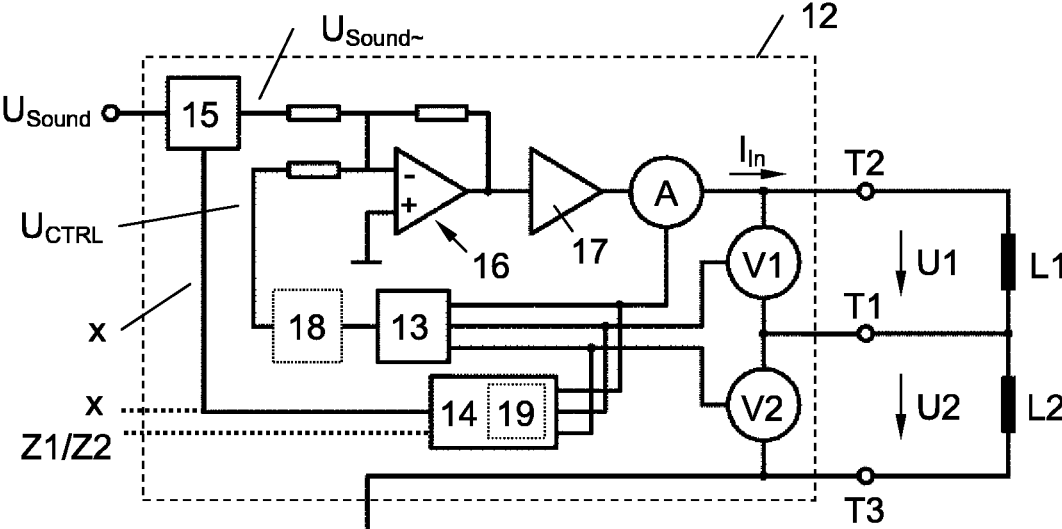 12
U_Sound~
U_Sound
15
I_In
T2
-
+
A
U_CTRL
16
17
V1
U1
L1
x
18
13
T1
x
14
19
V2
U2
L2
Z1/Z2
T3